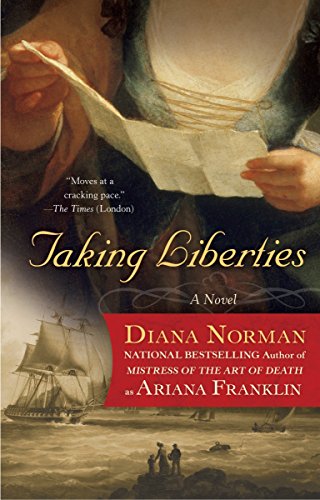 "Moves at a
cracking pace."
—The Times (London)
Taking Liberties
A Novel
DIANA NORMAN
NATIONAL BESTSELLING Author of
MISTRESS OF THE ART OF DEATH
as ARIANA FRANKLIN